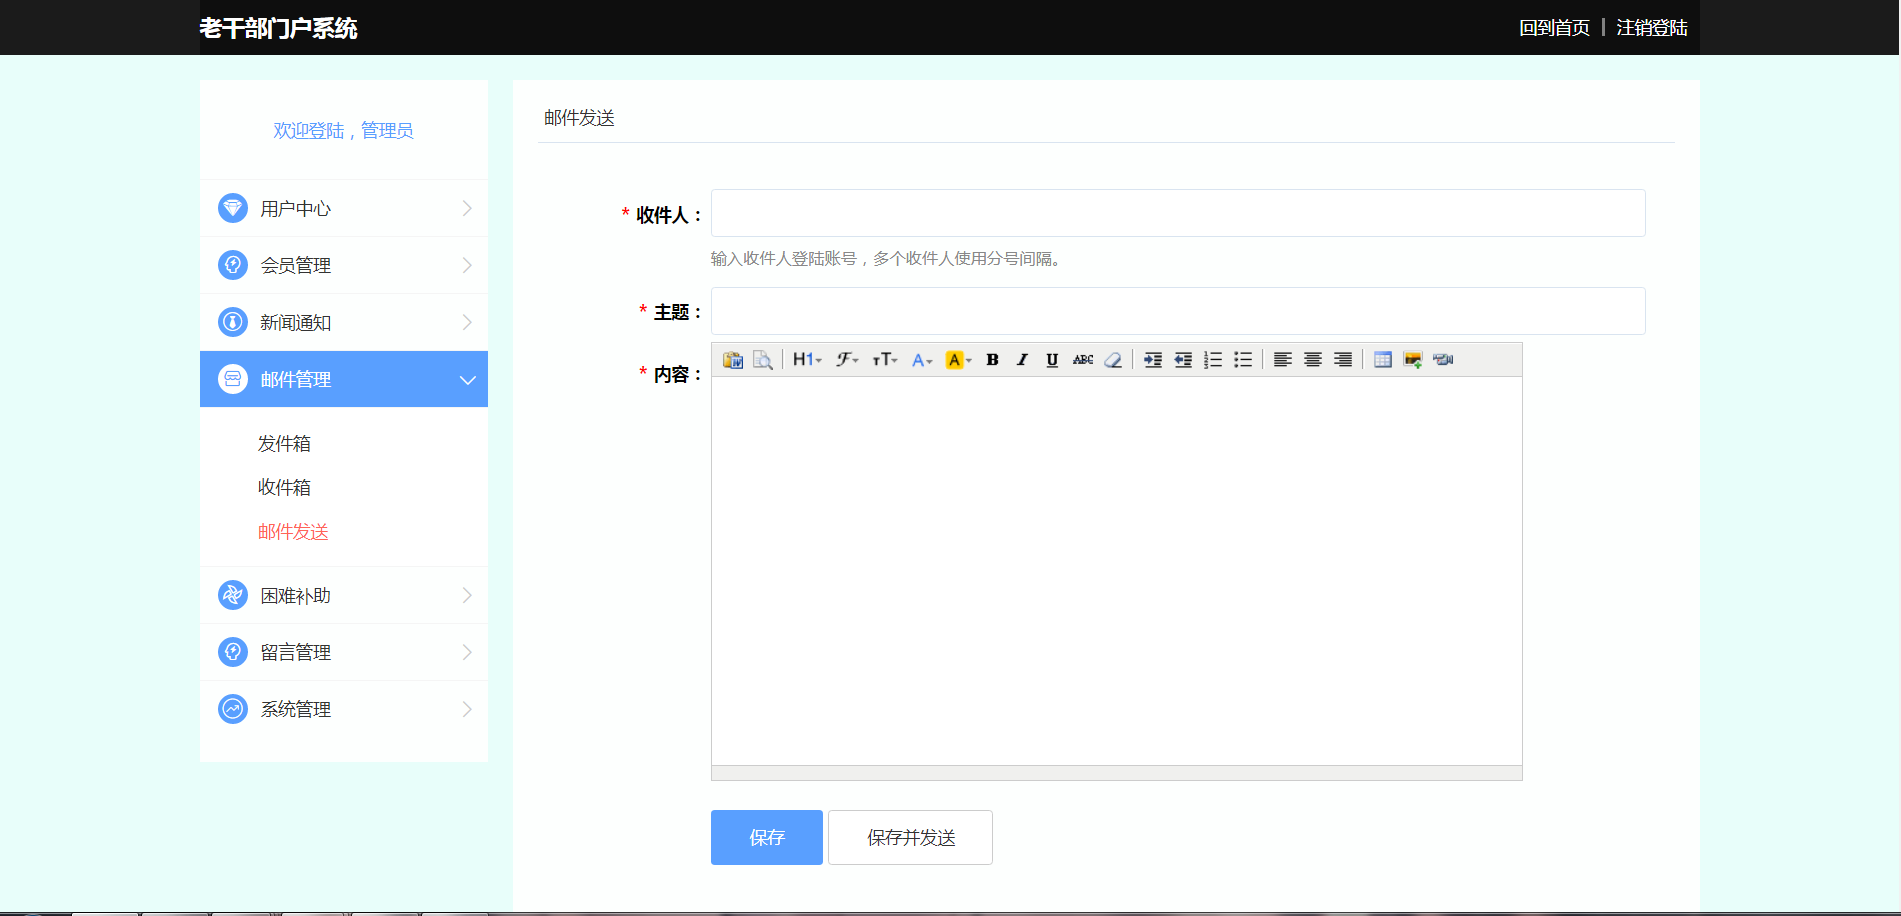 老干部门户系统
回到首页 | 注销登陆
欢迎登陆，管理员
用户中心
会员管理
新闻通知
邮件管理
发件箱
收件箱
邮件发送
困难补助
留言管理
系统管理
邮件发送
* 收件人：
输入收件人登陆账号，多个收件人使用分号间隔。
* 主题：
* 内容：
H1 F TT A A B I U ABC
保存
保存并发送